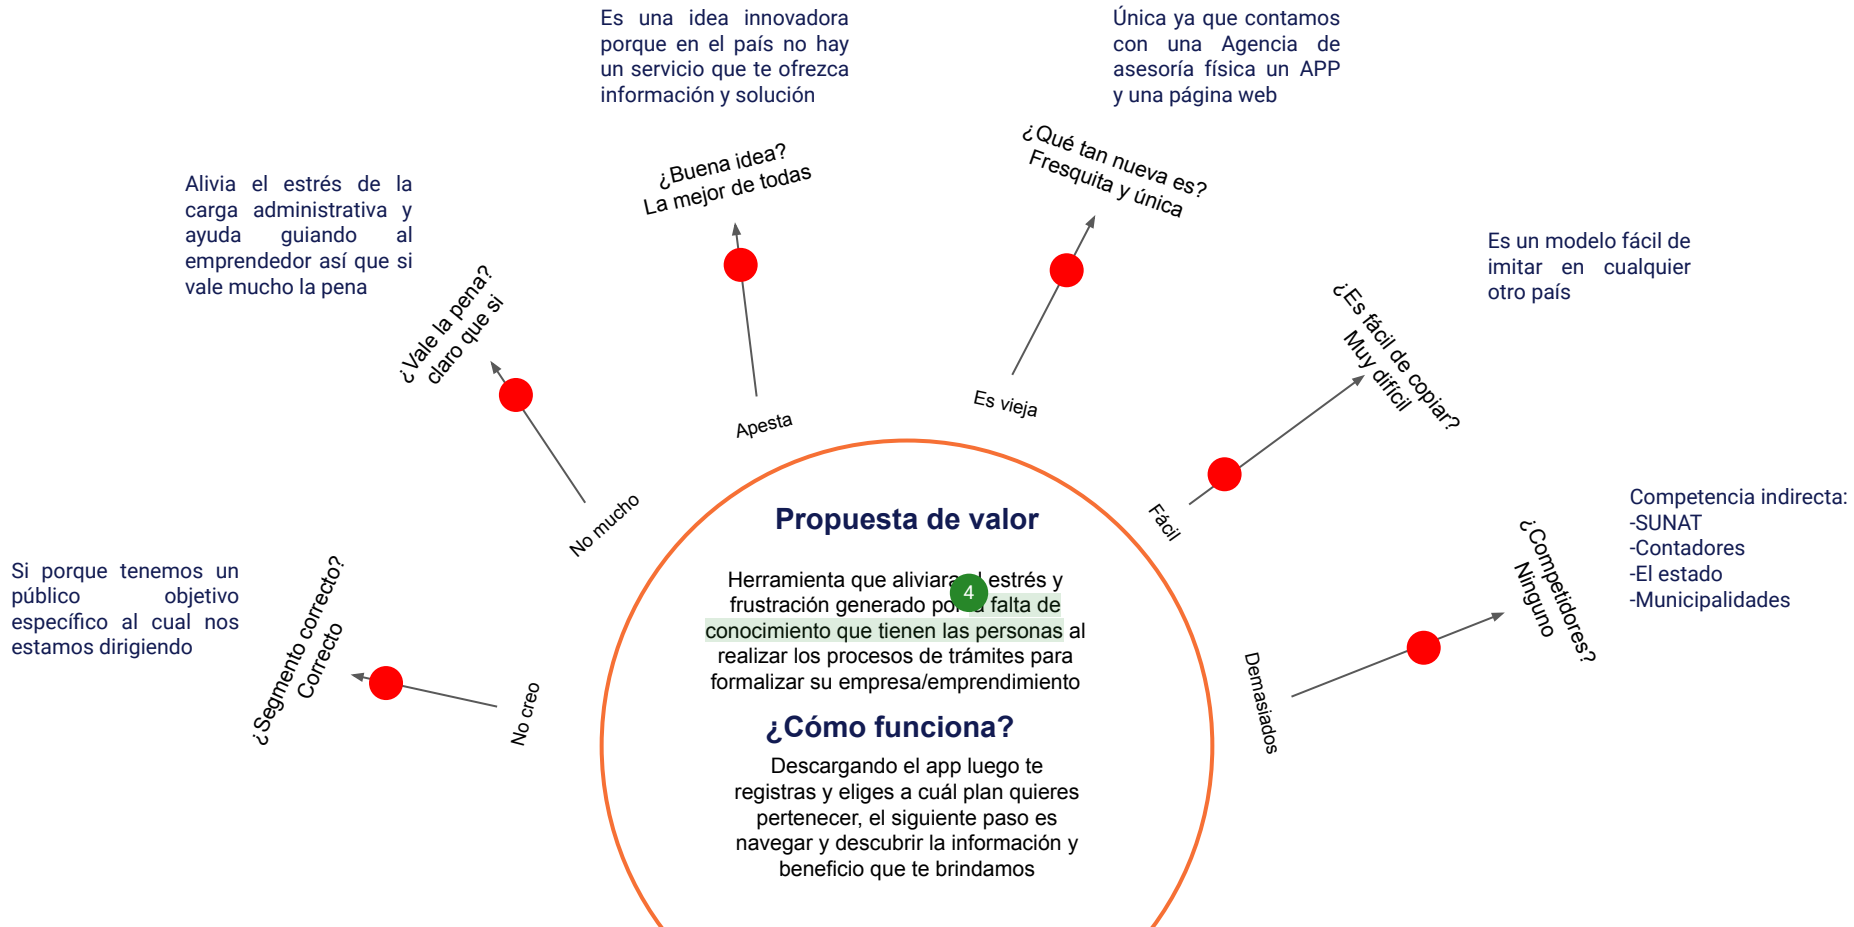 Es una idea innovadora
porque en el país no hay
un servicio que te ofrezca
información y solución
Única ya que contamos
con una Agencia de
asesoría física un APP
y una página web
Alivia el estrés de la
carga administrativa y
ayuda guiando al
emprendedor así que si
vale mucho la pena
Es un modelo fácil de
imitar en cualquier
otro país
Si porque tenemos un
público objetivo
específico al cual nos
estamos dirigiendo
Competencia indirecta:
-SUNAT
-Contadores
-El estado
-Municipalidades
¿Segmento correcto?
Correcto
No creo
¿Vale la pena?
claro que si
No mucho
¿Buena idea?
La mejor de todas
Apesta
¿Qué tan nueva es?
Fresquita y única
Es vieja
¿Es fácil de copiar?
Muy difícil
Fácil
¿Competidores?
Ninguno
Demasiados
Propuesta de valor
Herramienta que aliviara estrés y
frustración generado por falta de
conocimiento que tienen las personas al
realizar los procesos de trámites para
formalizar su empresa/emprendimiento
4
¿Cómo funciona?
Descargando el app luego te
registras y eliges a cuál plan quieres
pertenecer, el siguiente paso es
navegar y descubrir la información y
beneficio que te brindamos